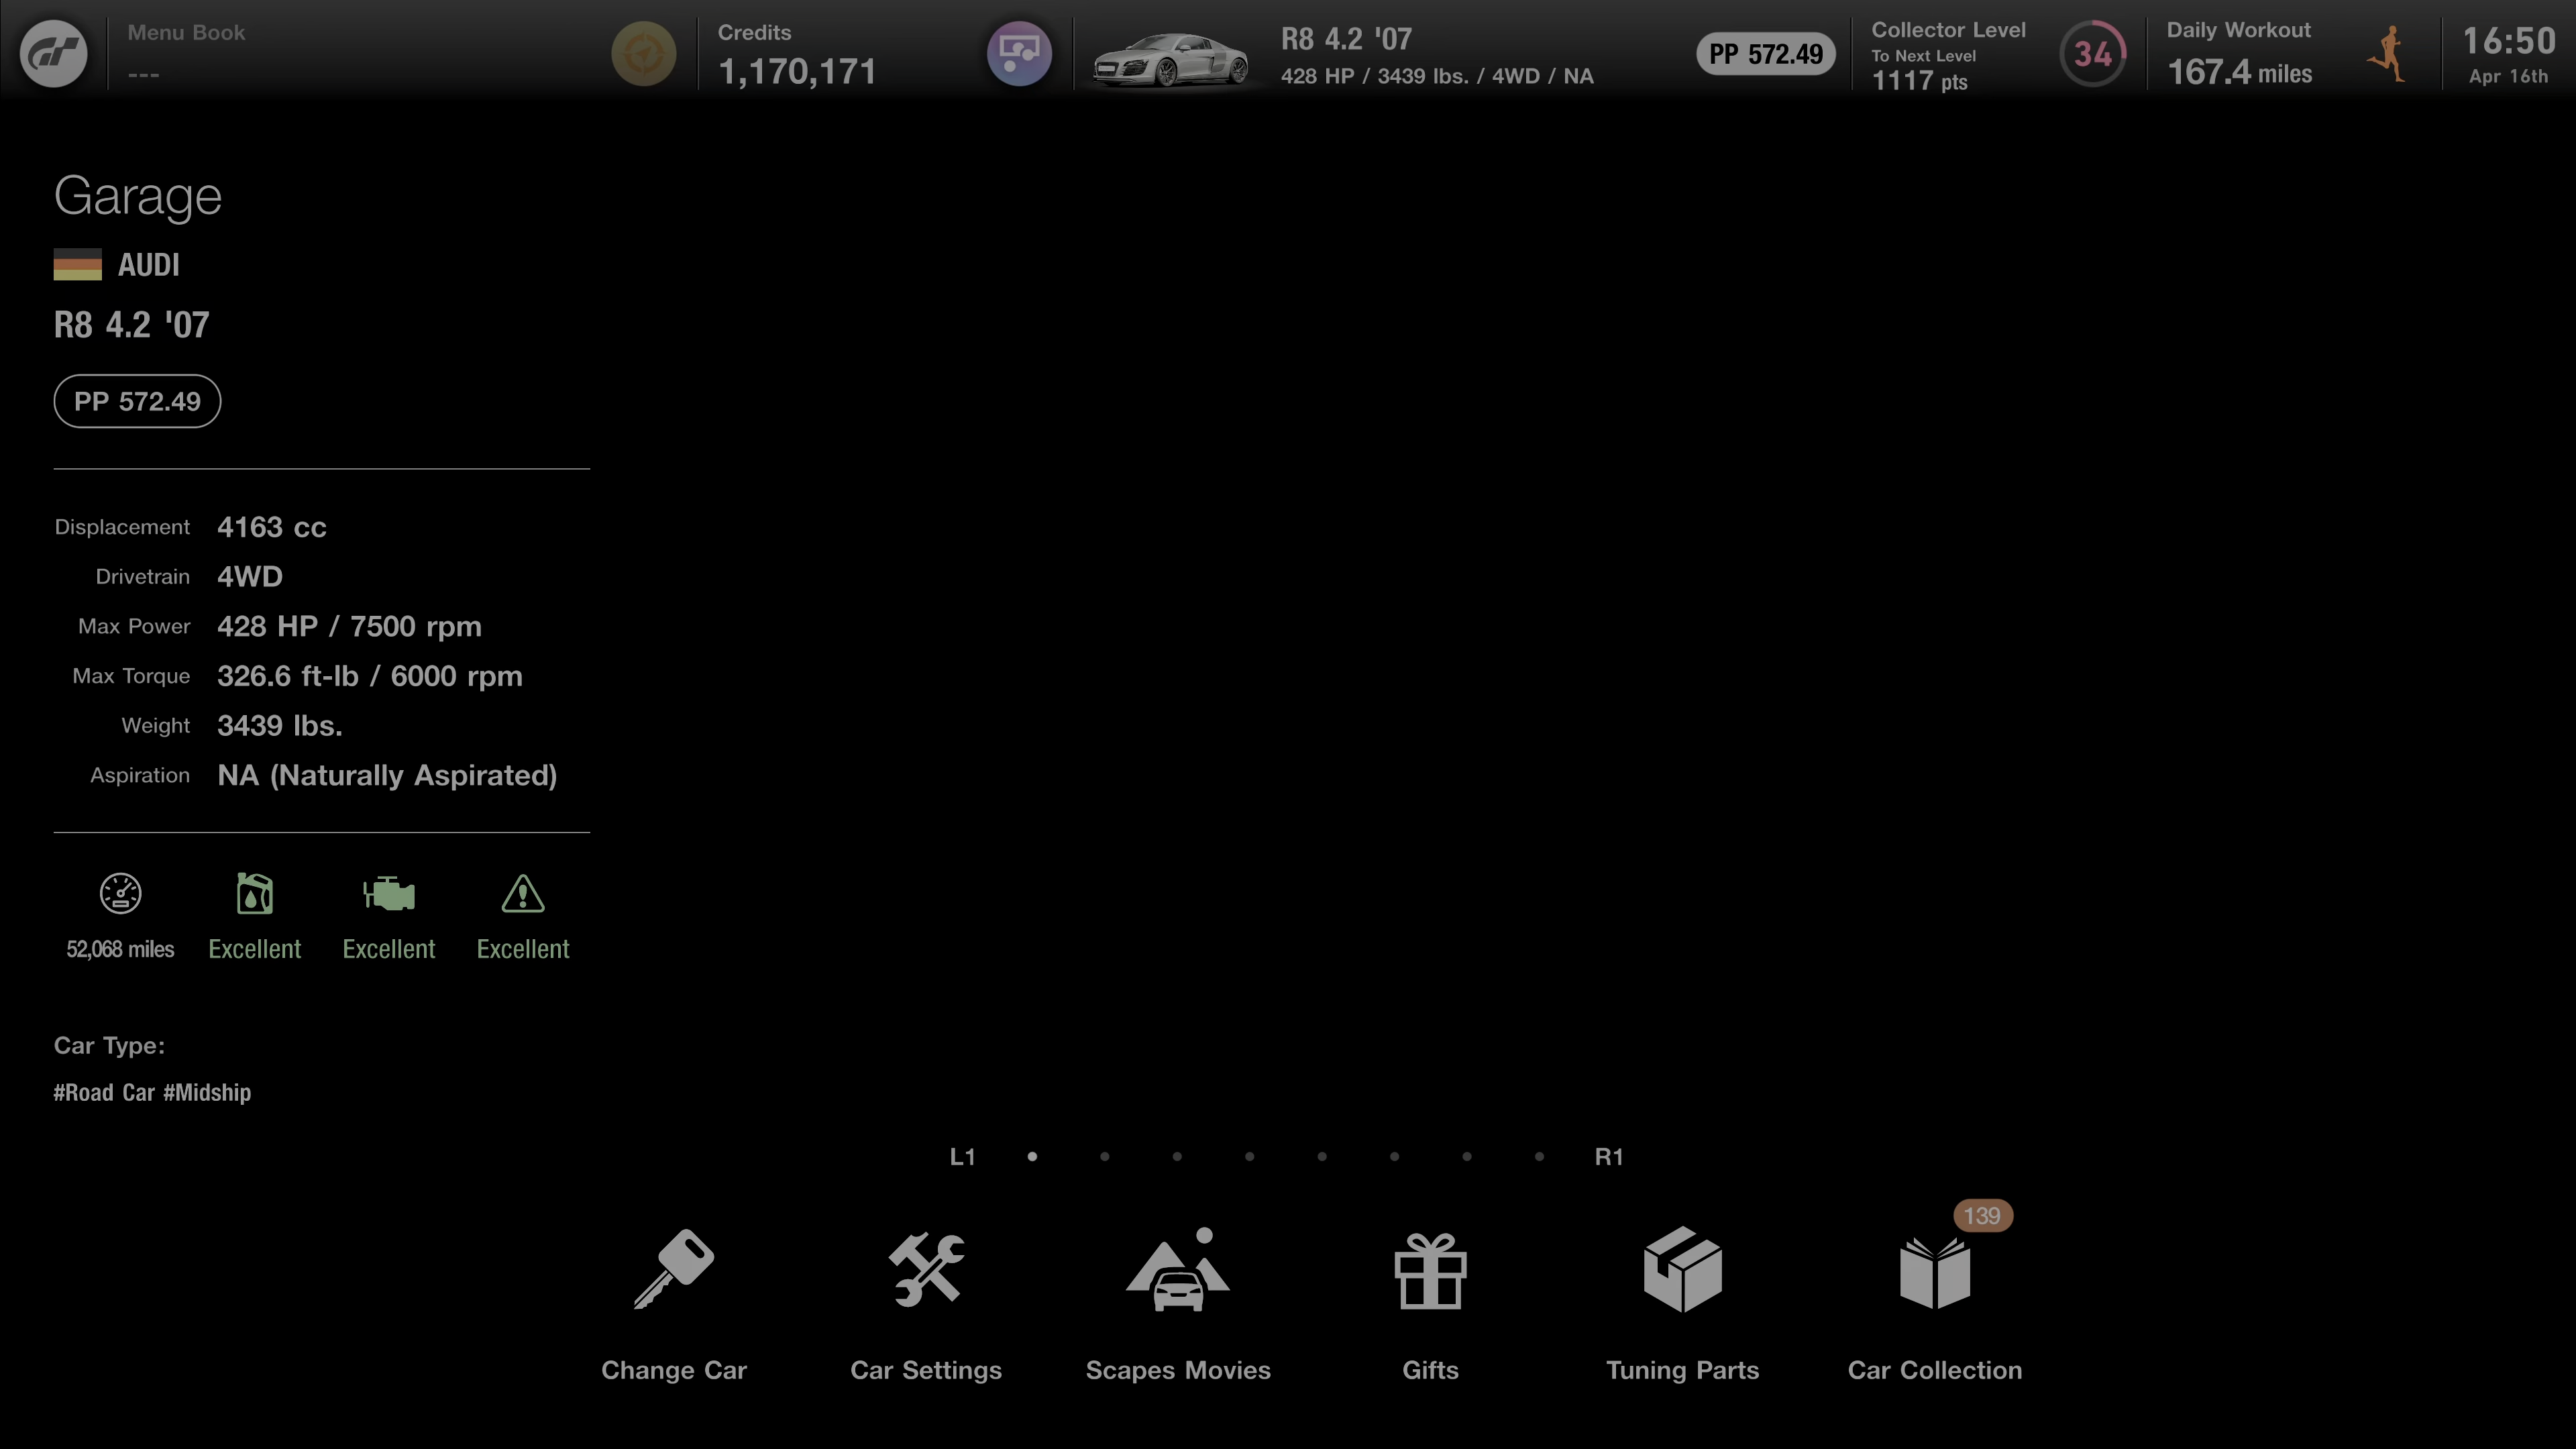 Menu Book
---
Credits
1,170,171
R8 4.2 '07
428 HP / 3439 lbs. / 4WD / NA
PP 572.49
Collector Level
To Next Level
1117 pts
34
Daily Workout
167.4 miles
16:50
Apr 16th
Garage
AUDI
R8 4.2 '07
PP 572.49
Displacement 4163 cc
Drivetrain 4WD
Max Power 428 HP / 7500 rpm
Max Torque 326.6 ft-lb / 6000 rpm
Weight 3439 lbs.
Aspiration NA (Naturally Aspirated)
52,068 miles Excellent Excellent Excellent
Car Type:
#Road Car #Midship
L1 R1
139
Change Car Car Settings Scapes Movies Gifts Tuning Parts Car Collection